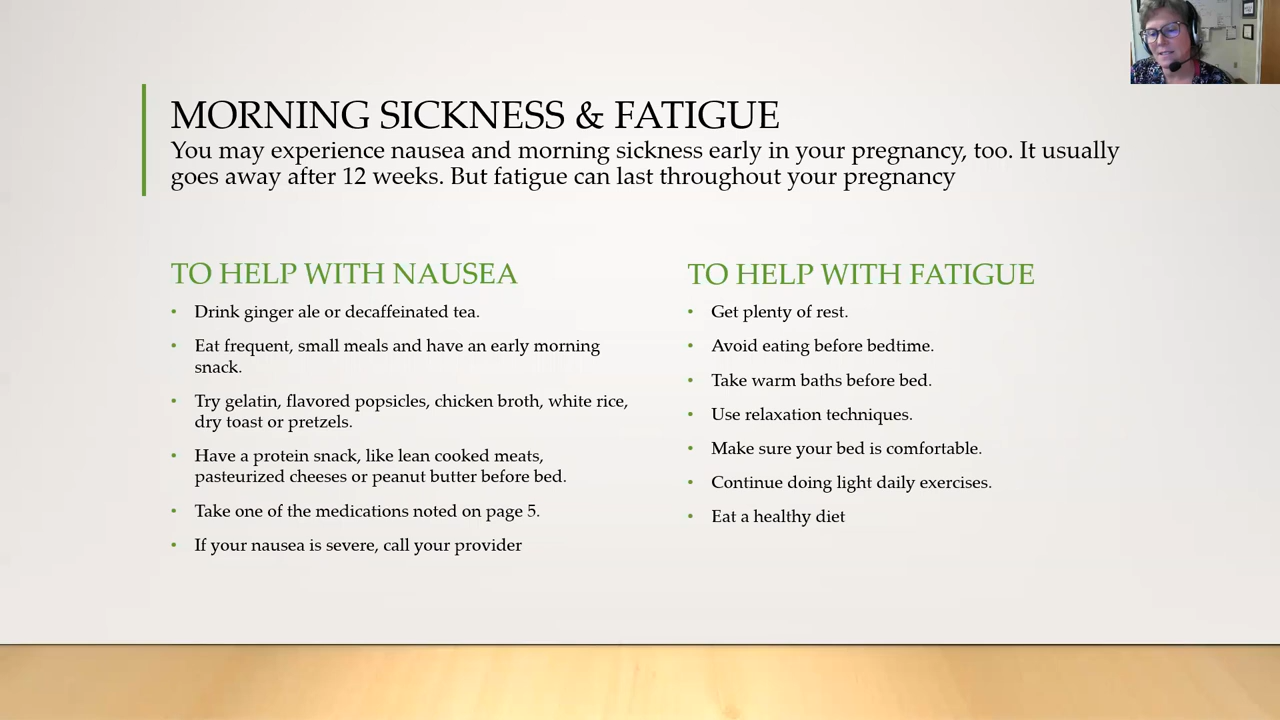 MORNING SICKNESS & FATIGUE
You may experience nausea and morning sickness early in your pregnancy, too. It usually
goes away after 12 weeks. But fatigue can last throughout your pregnancy
TO HELP WITH NAUSEA
• Drink ginger ale or decaffeinated tea.
• Eat frequent, small meals and have an early morning
snack.
• Try gelatin, flavored popsicles, chicken broth, white rice,
dry toast or pretzels.
• Have a protein snack, like lean cooked meats,
pasteurized cheeses or peanut butter before bed.
• Take one of the medications noted on page 5.
• If your nausea is severe, call your provider
TO HELP WITH FATIGUE
• Get plenty of rest.
• Avoid eating before bedtime.
• Take warm baths before bed.
• Use relaxation techniques.
• Make sure your bed is comfortable.
• Continue doing light daily exercises.
• Eat a healthy diet